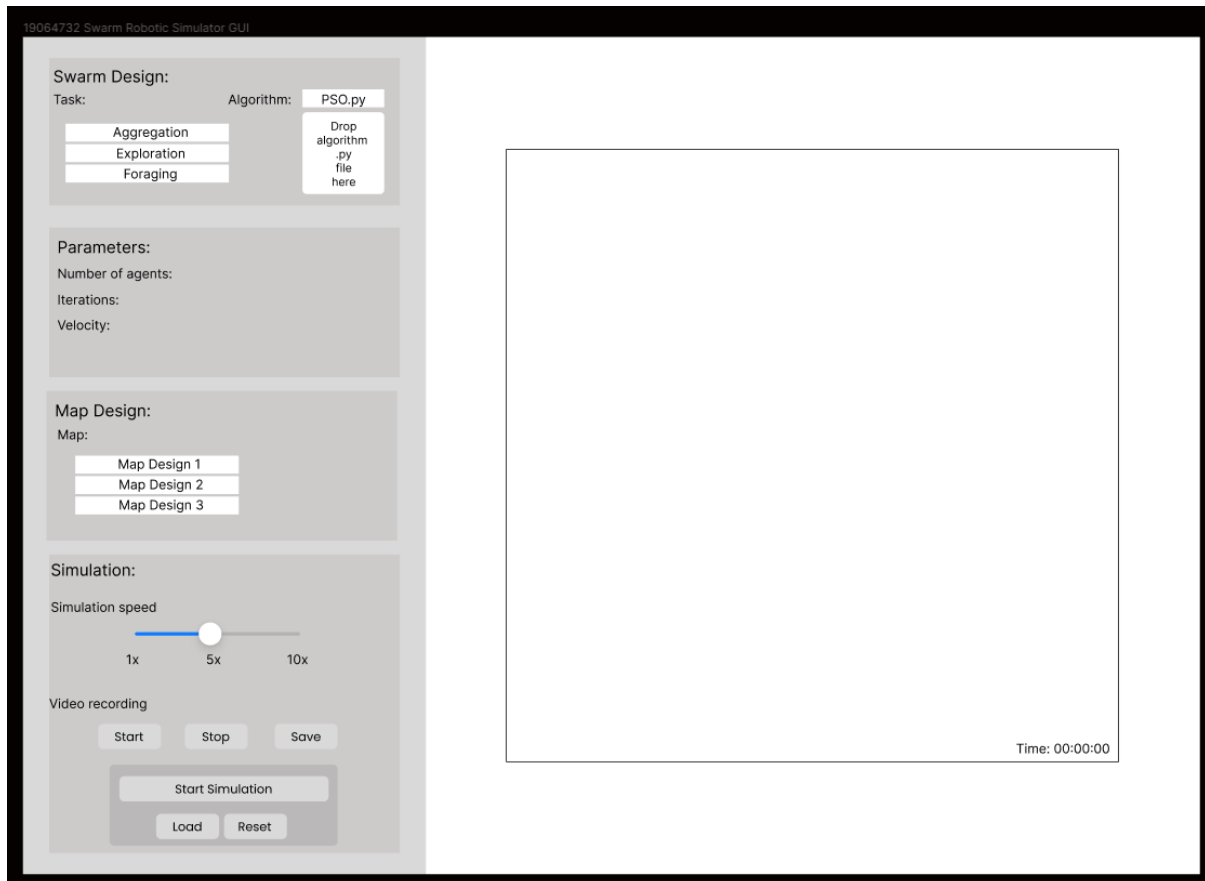 19064732 Swarm Robotic Simulator GUI
Swarm Design:
Task:
Algorithm:
PSO.py
Aggregation
Exploration
Foraging
Drop
algorithm
.py
file
here
Parameters:
Number of agents:
Iterations:
Velocity:
Map Design:
Map:
Map Design 1
Map Design 2
Map Design 3
Simulation:
Simulation speed
1x
5x
10x
Video recording
Start
Stop
Save
Start Simulation
Load
Reset
Time: 00:00:00